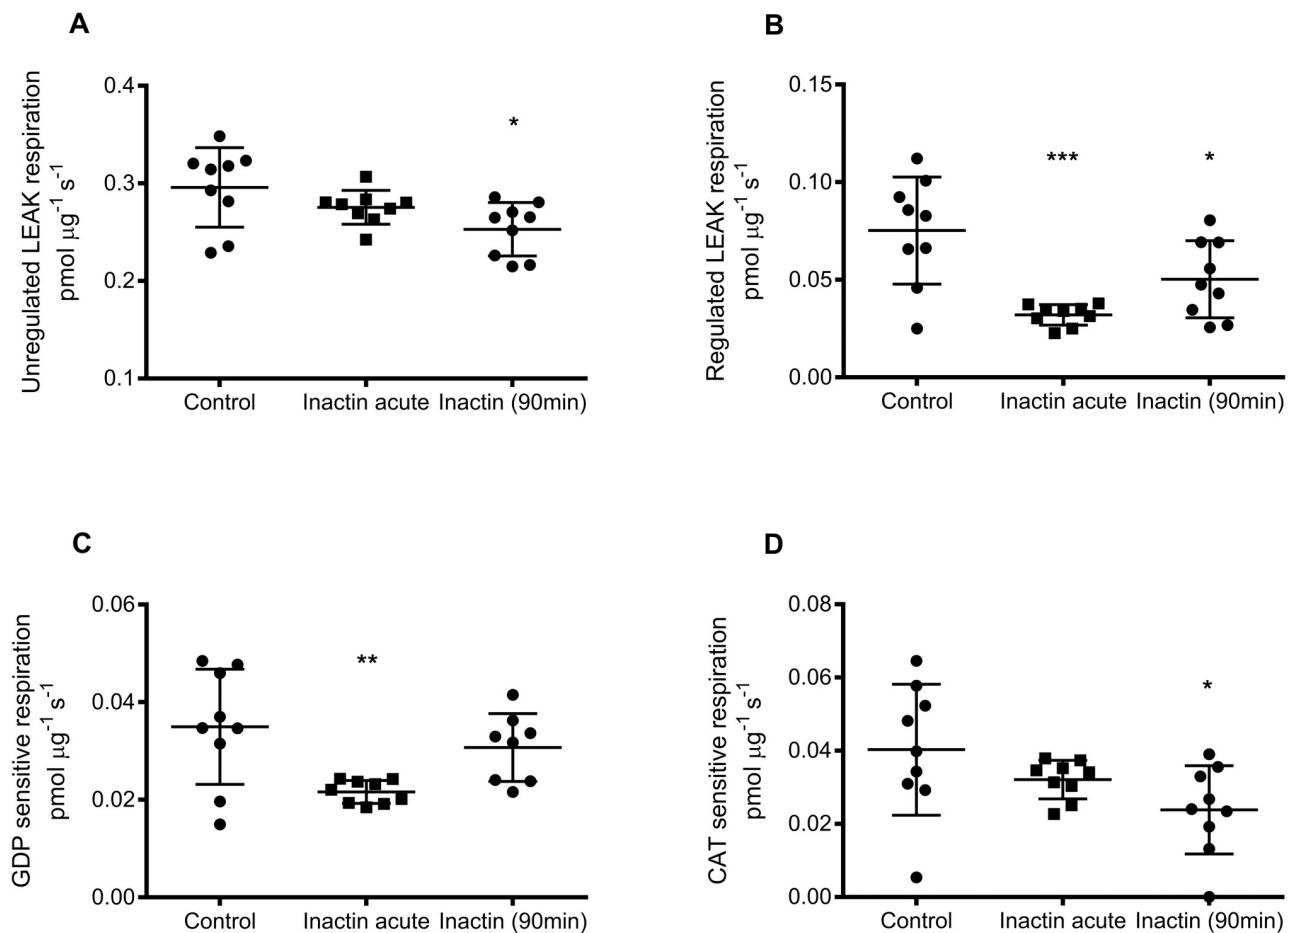 A
Unregulated LEAK respiration
pmol μg⁻¹ s⁻¹
0.4
0.3
0.2
0.1
*
Control
Inactin acute
Inactin (90min)
B
Regulated LEAK respiration
pmol μg⁻¹ s⁻¹
0.15
0.10
0.05
0.00
***
*
Control
Inactin acute
Inactin (90min)
C
GDP sensitive respiration
pmol μg⁻¹ s⁻¹
0.06
0.04
0.02
0.00
**
Control
Inactin acute
Inactin (90min)
D
CAT sensitive respiration
pmol μg⁻¹ s⁻¹
0.08
0.06
0.04
0.02
0.00
*
Control
Inactin acute
Inactin (90min)